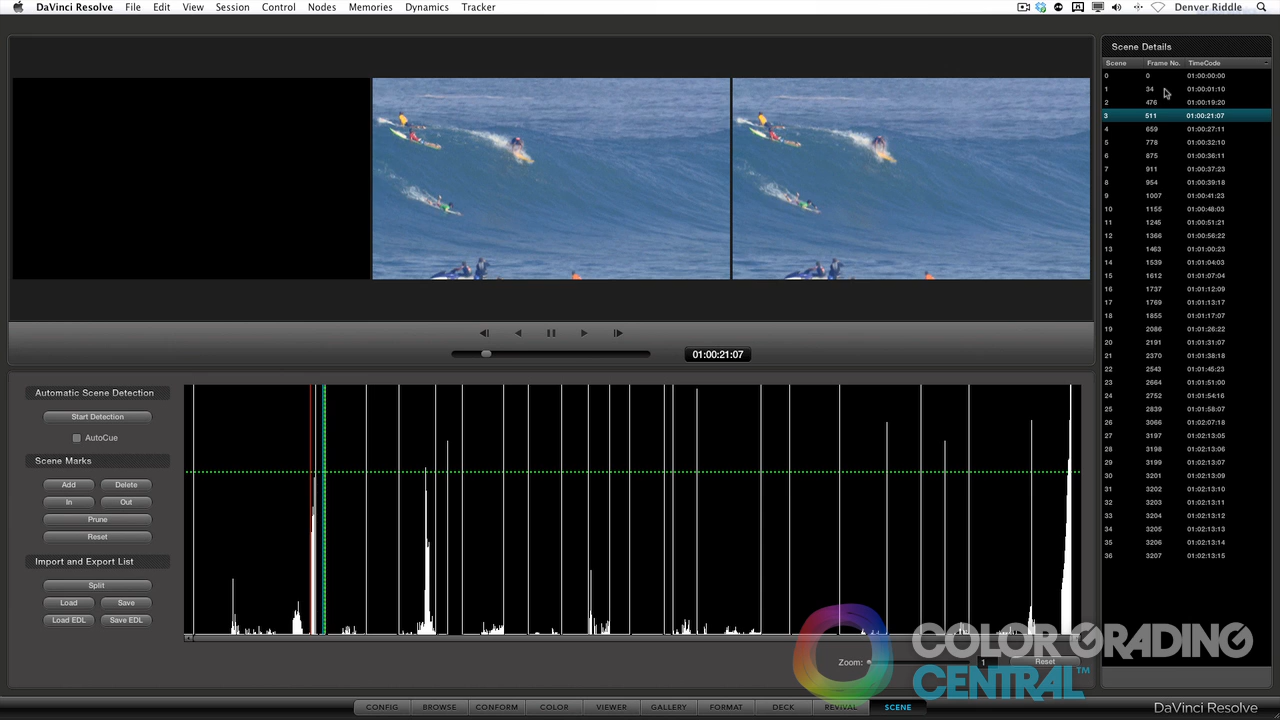 DaVinci Resolve File Edit View Session Control Nodes Memories Dynamics Tracker Denver Riddle
Scene Details
Scene Frame No. TimeCode
0 0 01:00:00:00
1 34 01:00:01:10
2 476 01:00:19:20
3 511 01:00:21:07
4 659 01:00:27:11
5 778 01:00:32:10
6 875 01:00:36:11
7 911 01:00:37:23
8 954 01:00:39:18
9 1007 01:00:41:23
10 1155 01:00:48:03
11 1245 01:00:51:21
12 1366 01:00:56:22
13 1463 01:01:00:23
14 1539 01:01:04:03
15 1612 01:01:07:04
16 1737 01:01:12:09
17 1769 01:01:13:17
18 1855 01:01:17:07
19 2086 01:01:26:22
20 2191 01:01:31:07
21 2370 01:01:38:18
22 2543 01:01:45:23
23 2664 01:01:51:00
24 2752 01:01:54:16
25 2839 01:01:58:07
26 3066 01:02:07:18
27 3197 01:02:13:05
28 3198 01:02:13:06
29 3199 01:02:13:07
30 3201 01:02:13:09
31 3202 01:02:13:10
32 3203 01:02:13:11
33 3204 01:02:13:12
34 3205 01:02:13:13
35 3206 01:02:13:14
36 3207 01:02:13:15
01:00:21:07
Automatic Scene Detection
Start Detection
AutoCue
Scene Marks
Add Delete
In Out
Prune
Reset
Import and Export List
Split
Load Save
Load EDL Save EDL
Zoom: 1 Reset
COLOR GRADING
CENTRAL™
CONFIG BROWSE CONFORM COLOR VIEWER GALLERY FORMAT DECK REVIVAL SCENE DaVinci Resolve